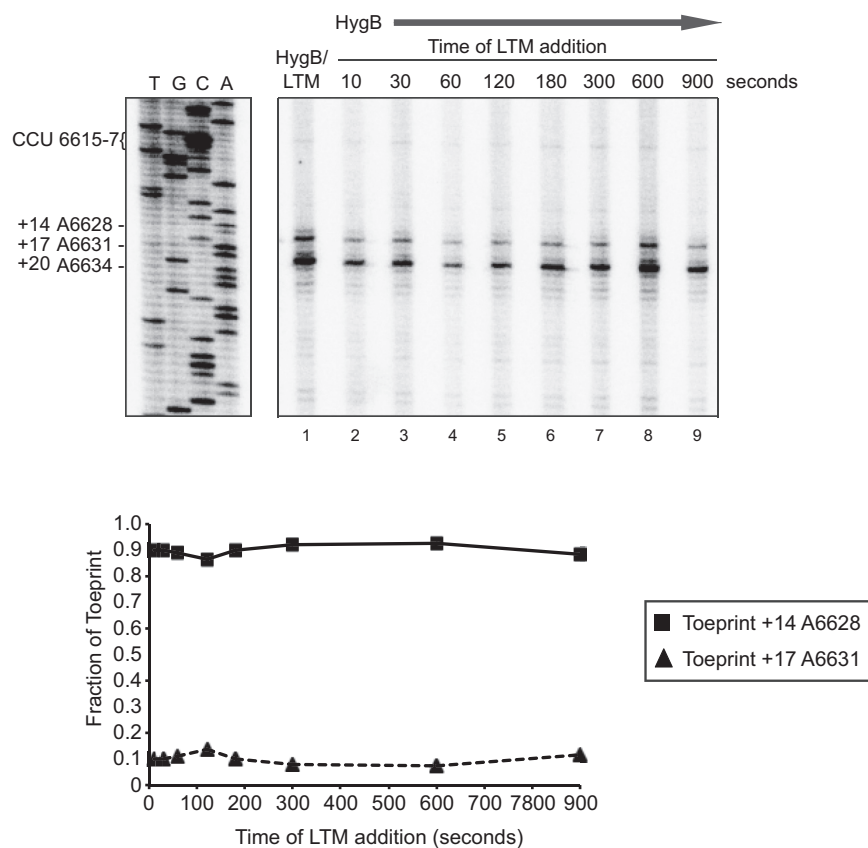 HygB
Time of LTM addition
HygB/
LTM 10 30 60 120 180 300 600 900 seconds
T G C A
CCU 6615-7{
+14 A6628 -
+17 A6631 -
+20 A6634 -
1 2 3 4 5 6 7 8 9
1.0
0.9
0.8
0.7
0.6
0.5
0.4
0.3
0.2
0.1
0
Fraction of Toeprint
0 100 200 300 400 500 600 700 7800 900
Time of LTM addition (seconds)
Toeprint +14 A6628
Toeprint +17 A6631